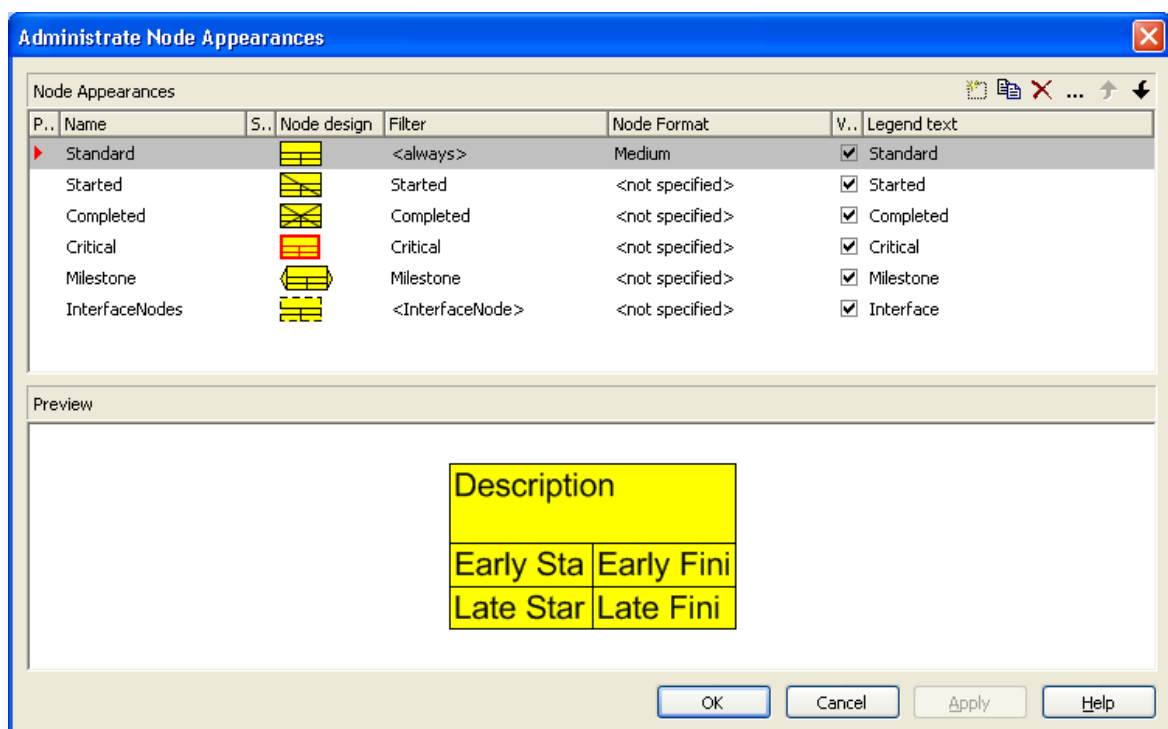 Administrate Node Appearances
Node Appearances
...
P.. Name S.. Node design Filter Node Format V.. Legend text
Standard <always> Medium Standard
Started Started <not specified> Started
Completed Completed <not specified> Completed
Critical Critical <not specified> Critical
Milestone Milestone <not specified> Milestone
InterfaceNodes <InterfaceNode> <not specified> Interface
Preview
Description
Early Sta Early Fini
Late Star Late Fini
OK Cancel Apply Help